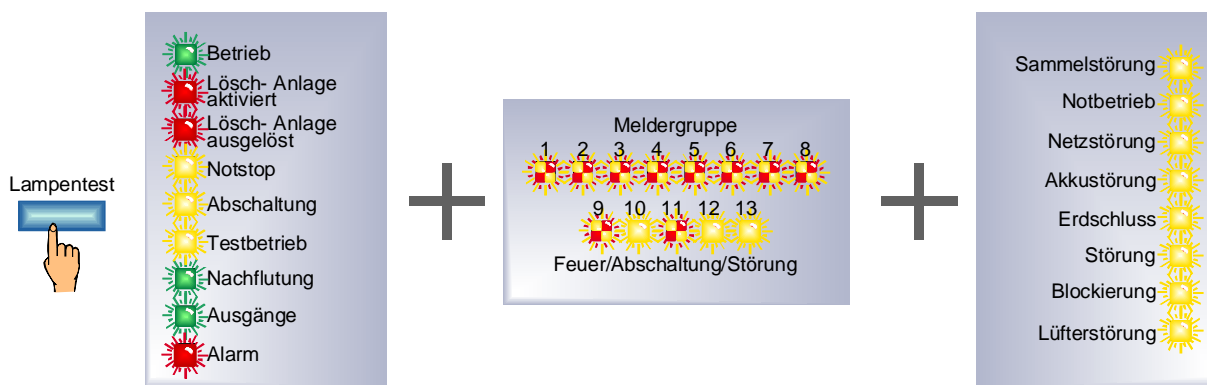 Lampentest
Betrieb
Lösch- Anlage
aktiviert
Lösch- Anlage
ausgelöst
Notstop
Abschaltung
Testbetrieb
Nachflutung
Ausgänge
Alarm
Meldergruppe
1 2 3 4 5 6 7 8
9 10 11 12 13
Feuer/Abschaltung/Störung
Sammelstörung
Notbetrieb
Netzstörung
Akkustörung
Erdschluss
Störung
Blockierung
Lüfterstörung